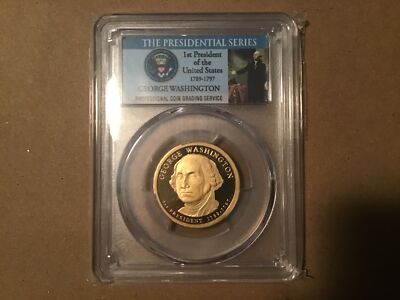 THE PRESIDENTIAL SERIES
1st President
of the
United States
1789-1797
GEORGE WASHINGTON
PROFESSIONAL COIN GRADING SERVICE
GEORGE WASHINGTON
1st PRESIDENT 1789-1797